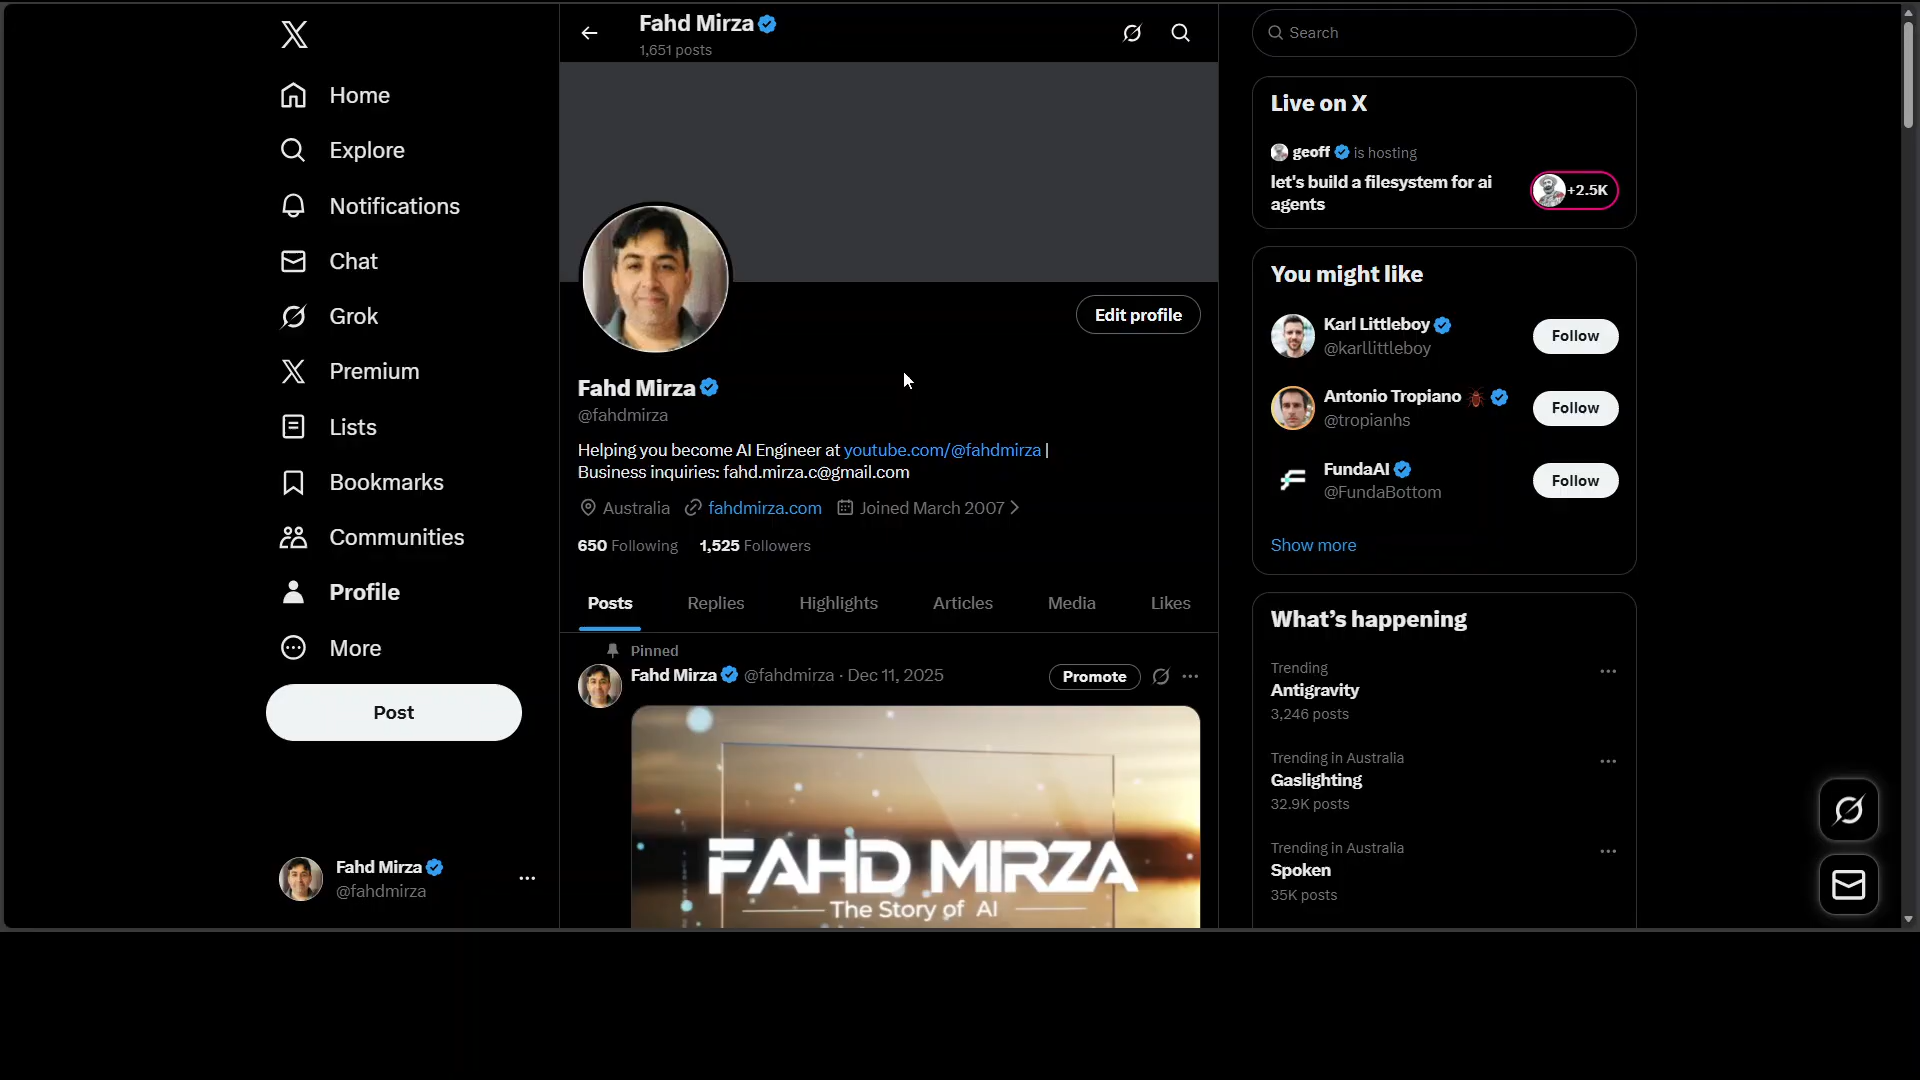 Home
Explore
Notifications
Chat
Grok
Premium
Lists
Bookmarks
Communities
Profile
More
Post
Fahd Mirza
@fahdmirza
Fahd Mirza
1,651 posts
Edit profile
Fahd Mirza
@fahdmirza
Helping you become AI Engineer at youtube.com/@fahdmirza |
Business inquiries: fahd.mirza.c@gmail.com
Australia fahdmirza.com Joined March 2007
650 Following 1,525 Followers
Posts Replies Highlights Articles Media Likes
Pinned
Fahd Mirza @fahdmirza · Dec 11, 2025 Promote
FAHD MIRZA
The Story of AI
Search
Live on X
geoff is hosting
let's build a filesystem for ai
agents
+2.5K
You might like
Karl Littleboy
@karllittleboy
Follow
Antonio Tropiano
@tropianhs
Follow
FundaAI
@FundaBottom
Follow
Show more
What's happening
Trending
Antigravity
3,246 posts
Trending in Australia
Gaslighting
32.9K posts
Trending in Australia
Spoken
35K posts